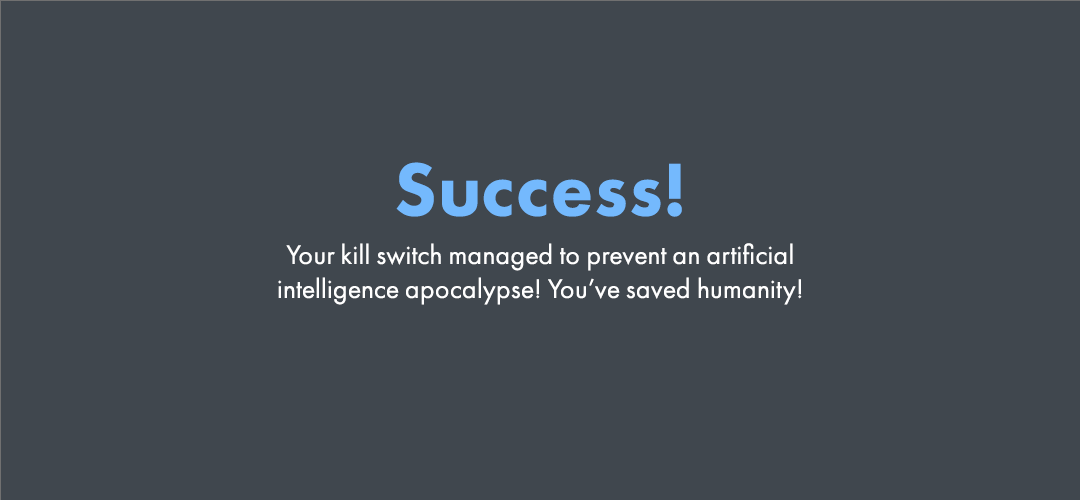 Success!
Your kill switch managed to prevent an artificial
intelligence apocalypse! You’ve saved humanity!